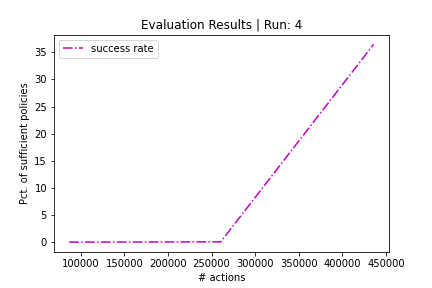 Evaluation Results | Run: 4
success rate
Pct. of sufficient policies
35
30
25
20
15
10
5
0
100000 150000 200000 250000 300000 350000 400000 450000
# actions